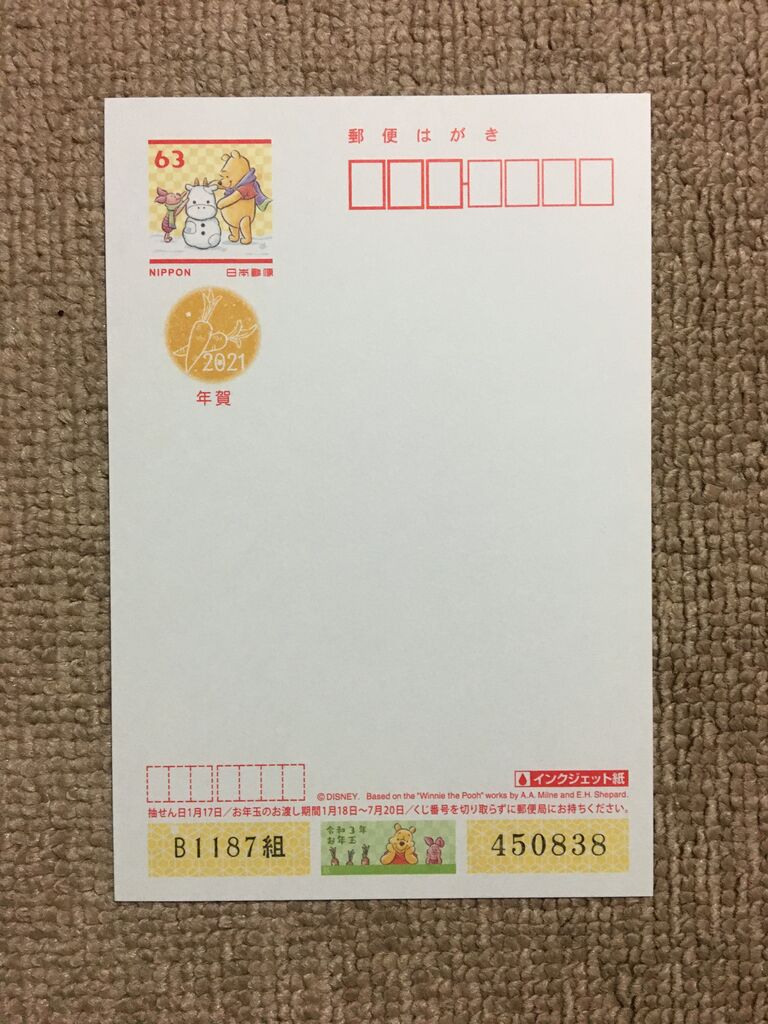 郵便はがき
63
NIPPON 日本郵便
2021
年賀
インクジェット紙
©DISNEY. Based on the "Winnie the Pooh" works by A.A. Milne and E.H. Shepard.
抽せん日1月17日／お年玉のお渡し期間1月18日～7月20日／くじ番号を切り取らずに郵便局にお持ちください。
令和3年
お年玉
B1187組
450838